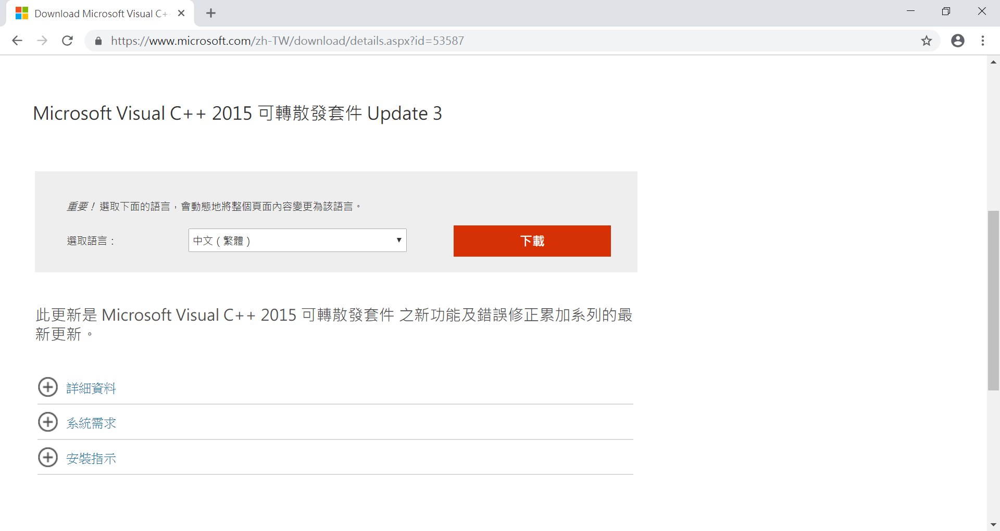 Download Microsoft Visual C+
https://www.microsoft.com/zh-TW/download/details.aspx?id=53587
Microsoft Visual C++ 2015 可轉散發套件 Update 3
重要！選取下面的語言，會動態地將整個頁面內容變更為該語言。
選取語言：
中文（繁體）
下載
此更新是 Microsoft Visual C++ 2015 可轉散發套件 之新功能及錯誤修正累加系列的最
新更新。
詳細資料
系統需求
安裝指示